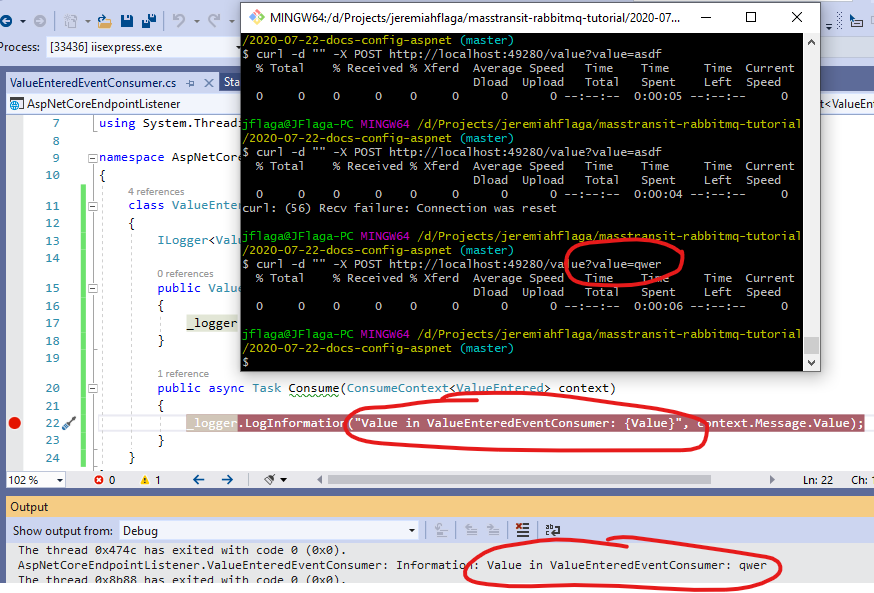 MINGW64:/d/Projects/jeremiahflaga/masstransit-rabbitmq-tutorial/2020-07...
Process: [33436] iisexpress.exe
ValueEnteredEventConsumer.cs
AspNetCoreEndpointListener
/2020-07-22-docs-config-aspnet (master)
$ curl -d "" -X POST http://localhost:49280/value?value=asdf
% Total % Received % Xferd Average Speed Time Time Time Current
Dload Upload Total Spent Left Speed
0 0 0 0 0 0 0 0 --:--:-- 0:00:05 --:--:-- 0
jflaga@JFlaga-PC MINGW64 /d/Projects/jeremiahflaga/masstransit-rabbitmq-tutorial
/2020-07-22-docs-config-aspnet (master)
$ curl -d "" -X POST http://localhost:49280/value?value=asdf
% Total % Received % Xferd Average Speed Time Time Time Current
Dload Upload Total Spent Left Speed
0 0 0 0 0 0 0 0 --:--:-- 0:00:04 --:--:-- 0
curl: (56) Recv failure: Connection was reset
jflaga@JFlaga-PC MINGW64 /d/Projects/jeremiahflaga/masstransit-rabbitmq-tutorial
/2020-07-22-docs-config-aspnet (master)
$ curl -d "" -X POST http://localhost:49280/value?value=qwer
% Total % Received % Xferd Average Speed Time Time Time Current
Dload Upload Total Spent Left Speed
0 0 0 0 0 0 0 0 --:--:-- 0:00:06 --:--:-- 0
jflaga@JFlaga-PC MINGW64 /d/Projects/jeremiahflaga/masstransit-rabbitmq-tutorial
/2020-07-22-docs-config-aspnet (master)
$
7 using System.Thread
8
9 namespace AspNetCor
10 {
4 references
11 class ValueEnter
12 {
13 ILogger<Val
14
0 references
15 public Valu
16 {
17 _logger
18 }
19
1 reference
20 public async Task Consume(ConsumeContext<ValueEntered> context)
21 {
22 _logger.LogInformation("Value in ValueEnteredEventConsumer: {Value}", context.Message.Value);
23 }
24 }
102 % 0 1 Ln: 22 Ch:
Output
Show output from: Debug
The thread 0x474c has exited with code 0 (0x0).
AspNetCoreEndpointListener.ValueEnteredEventConsumer: Information: Value in ValueEnteredEventConsumer: qwer
The thread 0x8b88 has exited with code 0 (0x0).